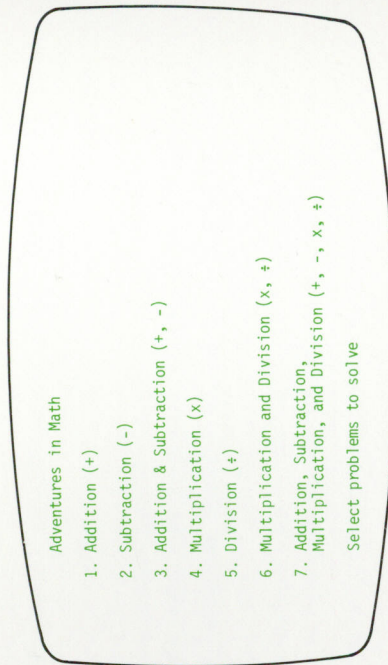 Adventures in Math
1. Addition (+)
2. Subtraction (-)
3. Addition & Subtraction (+, -)
4. Multiplication (x)
5. Division (÷)
6. Multiplication and Division (x, ÷)
7. Addition, Subtraction,
Multiplication, and Division (+, -, x, ÷)
Select problems to solve